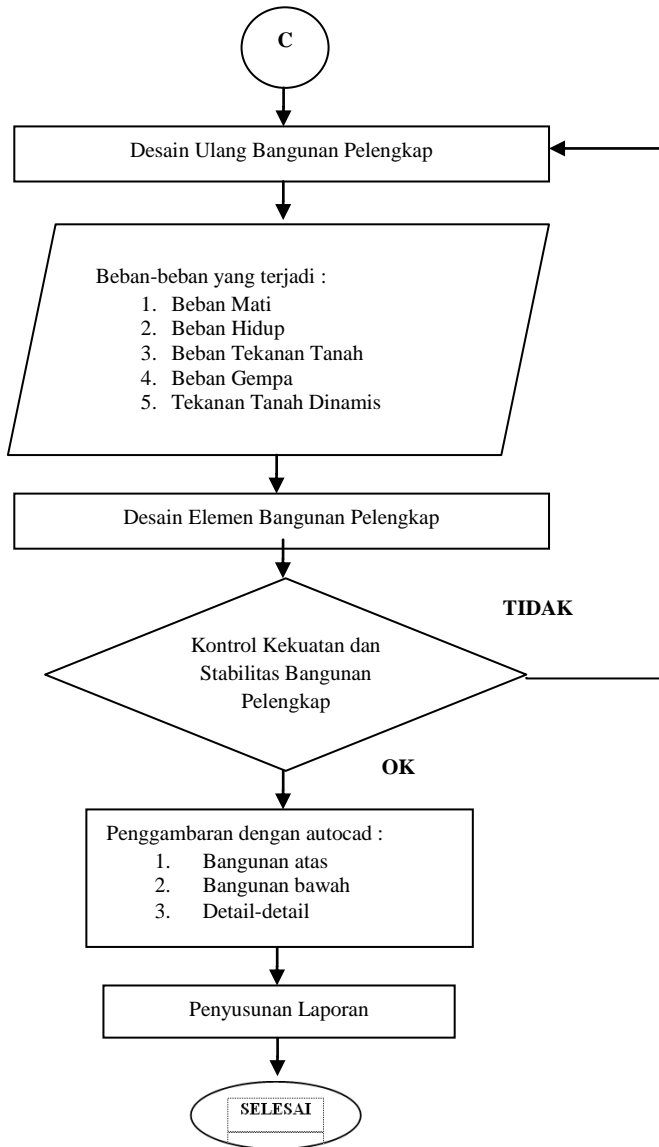 C
Desain Ulang Bangunan Pelengkap
Beban-beban yang terjadi :
1. Beban Mati
2. Beban Hidup
3. Beban Tekanan Tanah
4. Beban Gempa
5. Tekanan Tanah Dinamis
Desain Elemen Bangunan Pelengkap
TIDAK
Kontrol Kekuatan dan
Stabilitas Bangunan
Pelengkap
OK
Penggambaran dengan autocad :
1. Bangunan atas
2. Bangunan bawah
3. Detail-detail
Penyusunan Laporan
SELESAI